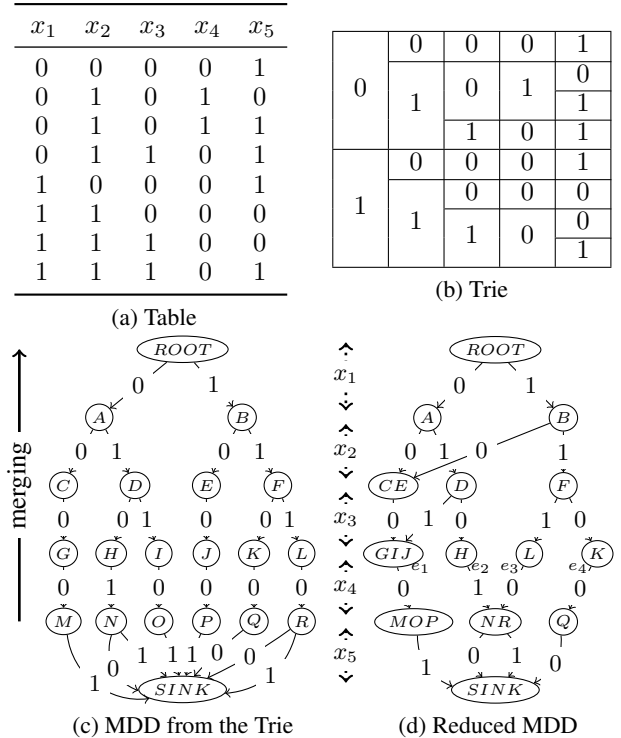 x1 x2 x3 x4 x5
0 0 0 0 1
0 1 0 1 0
0 1 0 1 1
0 1 1 0 1
1 0 0 0 1
1 1 0 0 0
1 1 1 0 0
1 1 1 0 1
(a) Table
0 0 0 0 1
1 0 1 0
1
1 0 1
1 0 0 0 1
1 0 0 0
1 0 0
1
(b) Trie
merging
ROOT
0 1
A B
0 1 0 1
C D E F
0 0 1 0 0 1
G H I J K L
0 1 0 0 0 0
M N O P Q R
1 0 1 1 1 0 0 1
SINK
(c) MDD from the Trie
x1
x2
x3
x4
x5
ROOT
0 1
A B
0 1 0 1
CE D F
0 1 0 1 0
GIJ H L K
e1 e2 e3 e4
0 1 0 0
MOP NR Q
1 0 1 0
SINK
(d) Reduced MDD